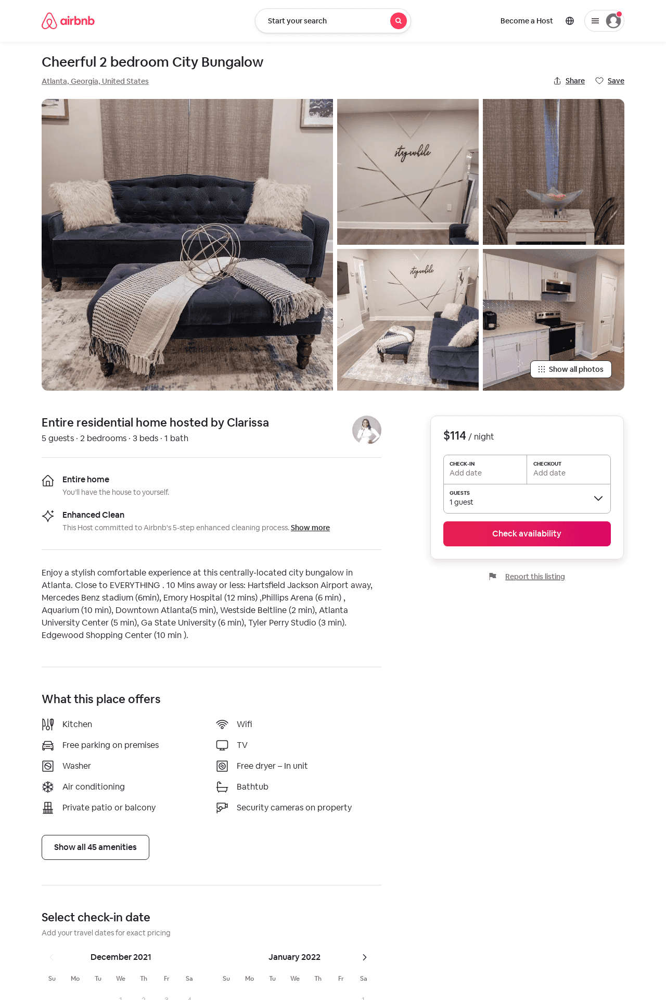 airbnb
Start your search
Become a Host
Cheerful 2 bedroom City Bungalow
Atlanta, Georgia, United States
Share
Save
staywhile
staywhile
Show all photos
Entire residential home hosted by Clarissa
5 guests · 2 bedrooms · 3 beds · 1 bath
Entire home
You’ll have the house to yourself.
Enhanced Clean
This Host committed to Airbnb's 5-step enhanced cleaning process. Show more
$114 / night
CHECK-IN
Add date
CHECKOUT
Add date
GUESTS
1 guest
Check availability
Report this listing
Enjoy a stylish comfortable experience at this centrally-located city bungalow in
Atlanta. Close to EVERYTHING . 10 Mins away or less: Hartsfield Jackson Airport away,
Mercedes Benz stadium (6min), Emory Hospital (12 mins) ,Phillips Arena (6 min) ,
Aquarium (10 min), Downtown Atlanta(5 min), Westside Beltline (2 min), Atlanta
University Center (5 min), Ga State University (6 min), Tyler Perry Studio (3 min).
Edgewood Shopping Center (10 min ).
What this place offers
Kitchen
Wifi
Free parking on premises
TV
Washer
Free dryer – In unit
Air conditioning
Bathtub
Private patio or balcony
Security cameras on property
Show all 45 amenities
Select check-in date
Add your travel dates for exact pricing
December 2021
January 2022
Su Mo Tu We Th Fr Sa
Su Mo Tu We Th Fr Sa
1 2 3 4
1